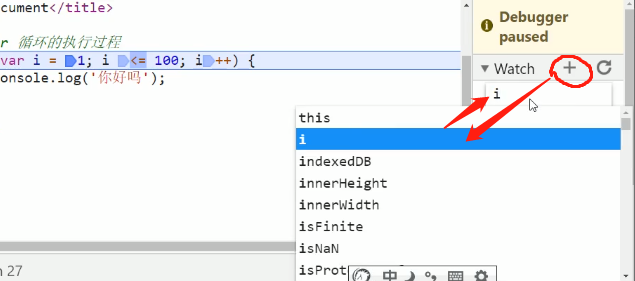 cument</title>
r 循环的执行过程
var i = 1; i <= 100; i++) {
onsole.log('你好吗');
Debugger
paused
Watch
i
this
i
indexedDB
innerHeight
innerWidth
isFinite
isNaN
isProt
中
27